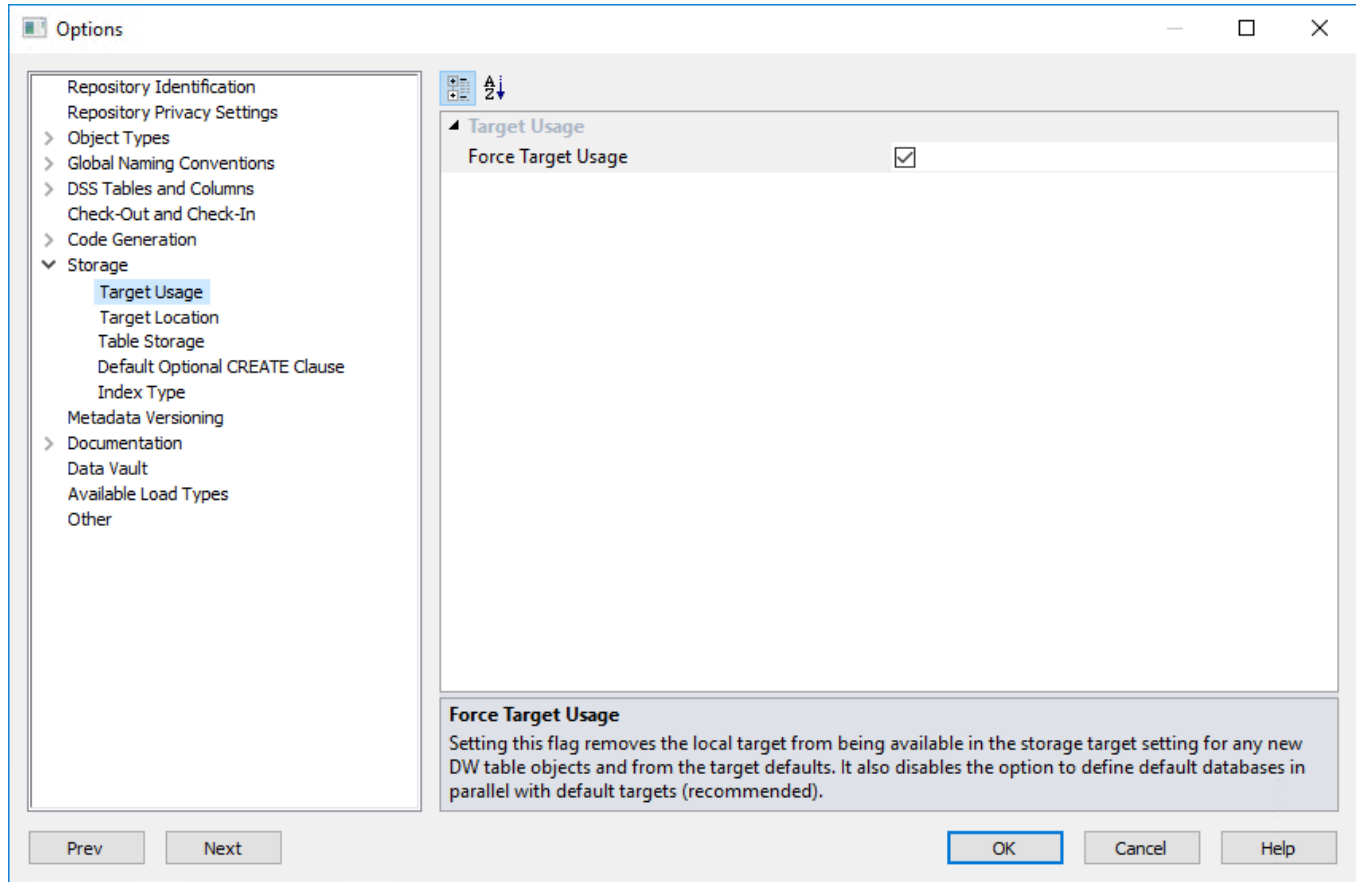 Options
Repository Identification
Repository Privacy Settings
Object Types
Global Naming Conventions
DSS Tables and Columns
Check-Out and Check-In
Code Generation
Storage
Target Usage
Target Location
Table Storage
Default Optional CREATE Clause
Index Type
Metadata Versioning
Documentation
Data Vault
Available Load Types
Other
Target Usage
Force Target Usage
Force Target Usage
Setting this flag removes the local target from being available in the storage target setting for any new
DW table objects and from the target defaults. It also disables the option to define default databases in
parallel with default targets (recommended).
Prev
Next
OK
Cancel
Help